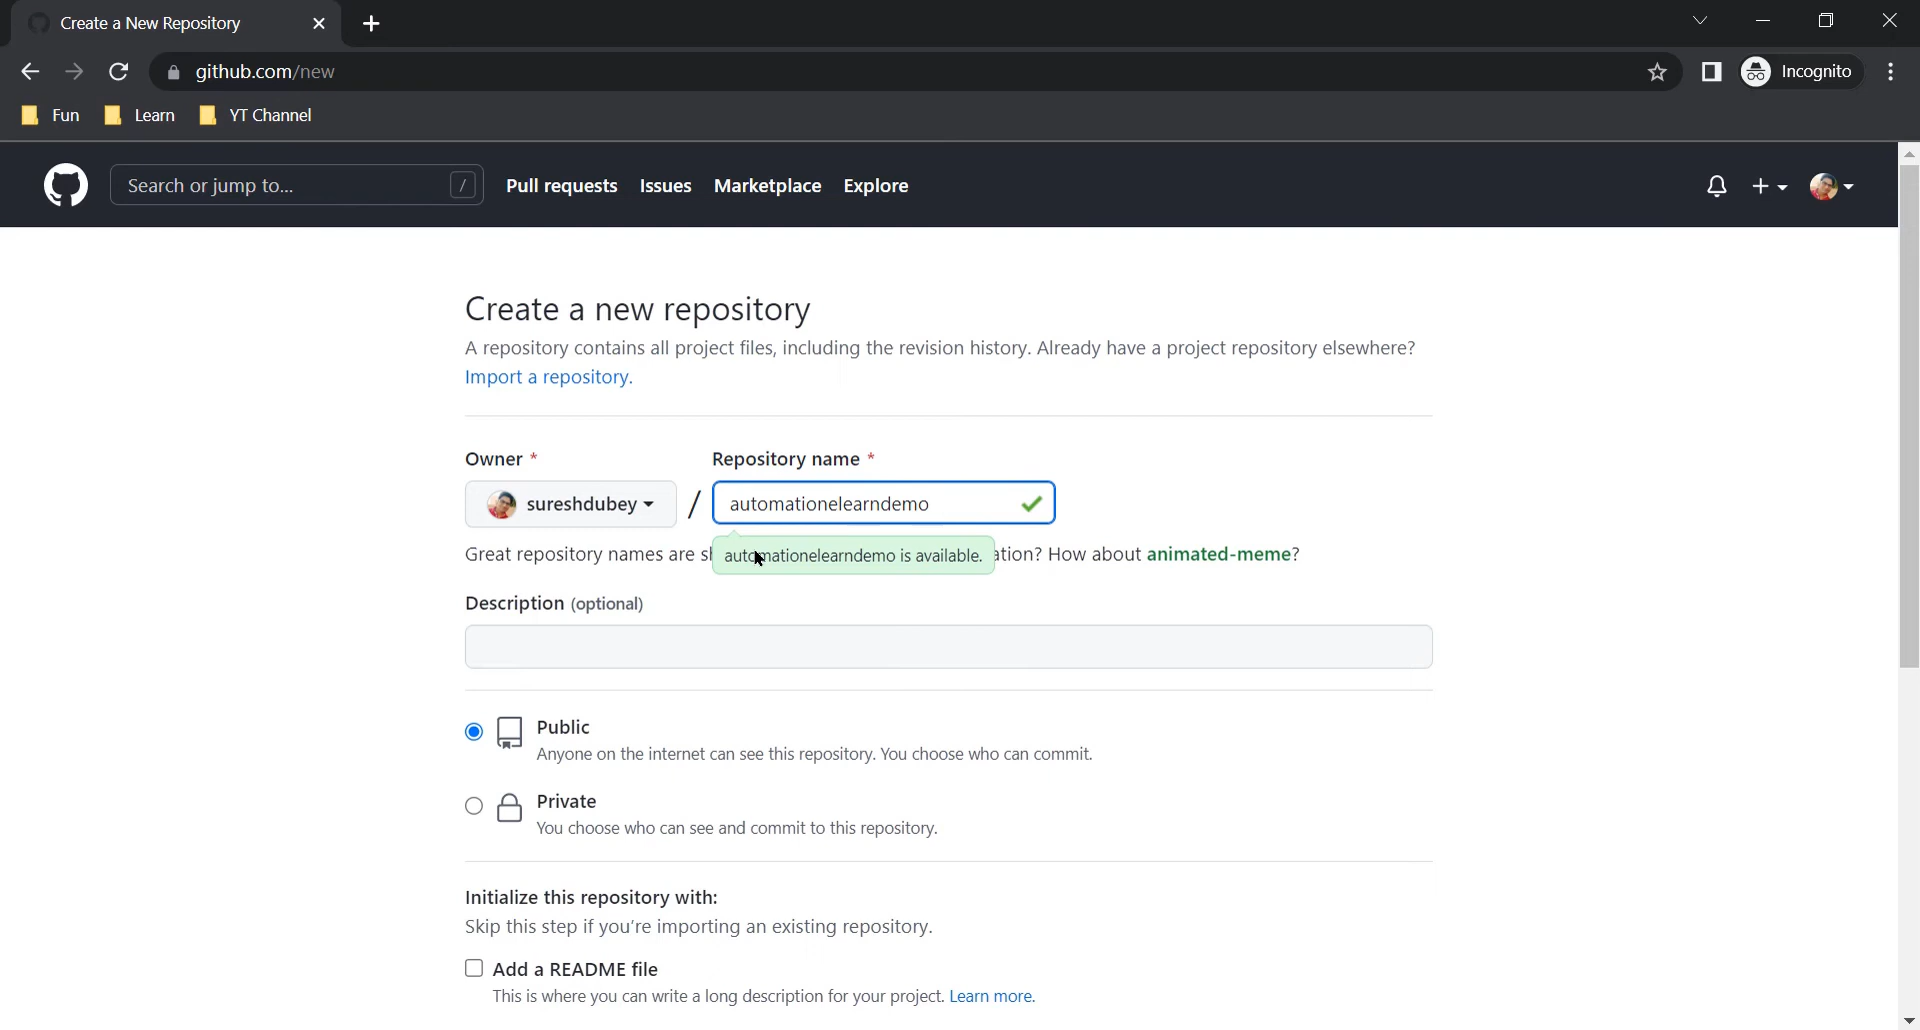 Create a New Repository
github.com/new
Incognito
Fun Learn YT Channel
Search or jump to... / Pull requests Issues Marketplace Explore
Create a new repository
A repository contains all project files, including the revision history. Already have a project repository elsewhere?
Import a repository.
Owner * Repository name *
sureshdubey / automationelearndemo
Great repository names are automationelearndemo is available. How about animated-meme?
Description (optional)
Public
Anyone on the internet can see this repository. You choose who can commit.
Private
You choose who can see and commit to this repository.
Initialize this repository with:
Skip this step if you're importing an existing repository.
Add a README file
This is where you can write a long description for your project. Learn more.